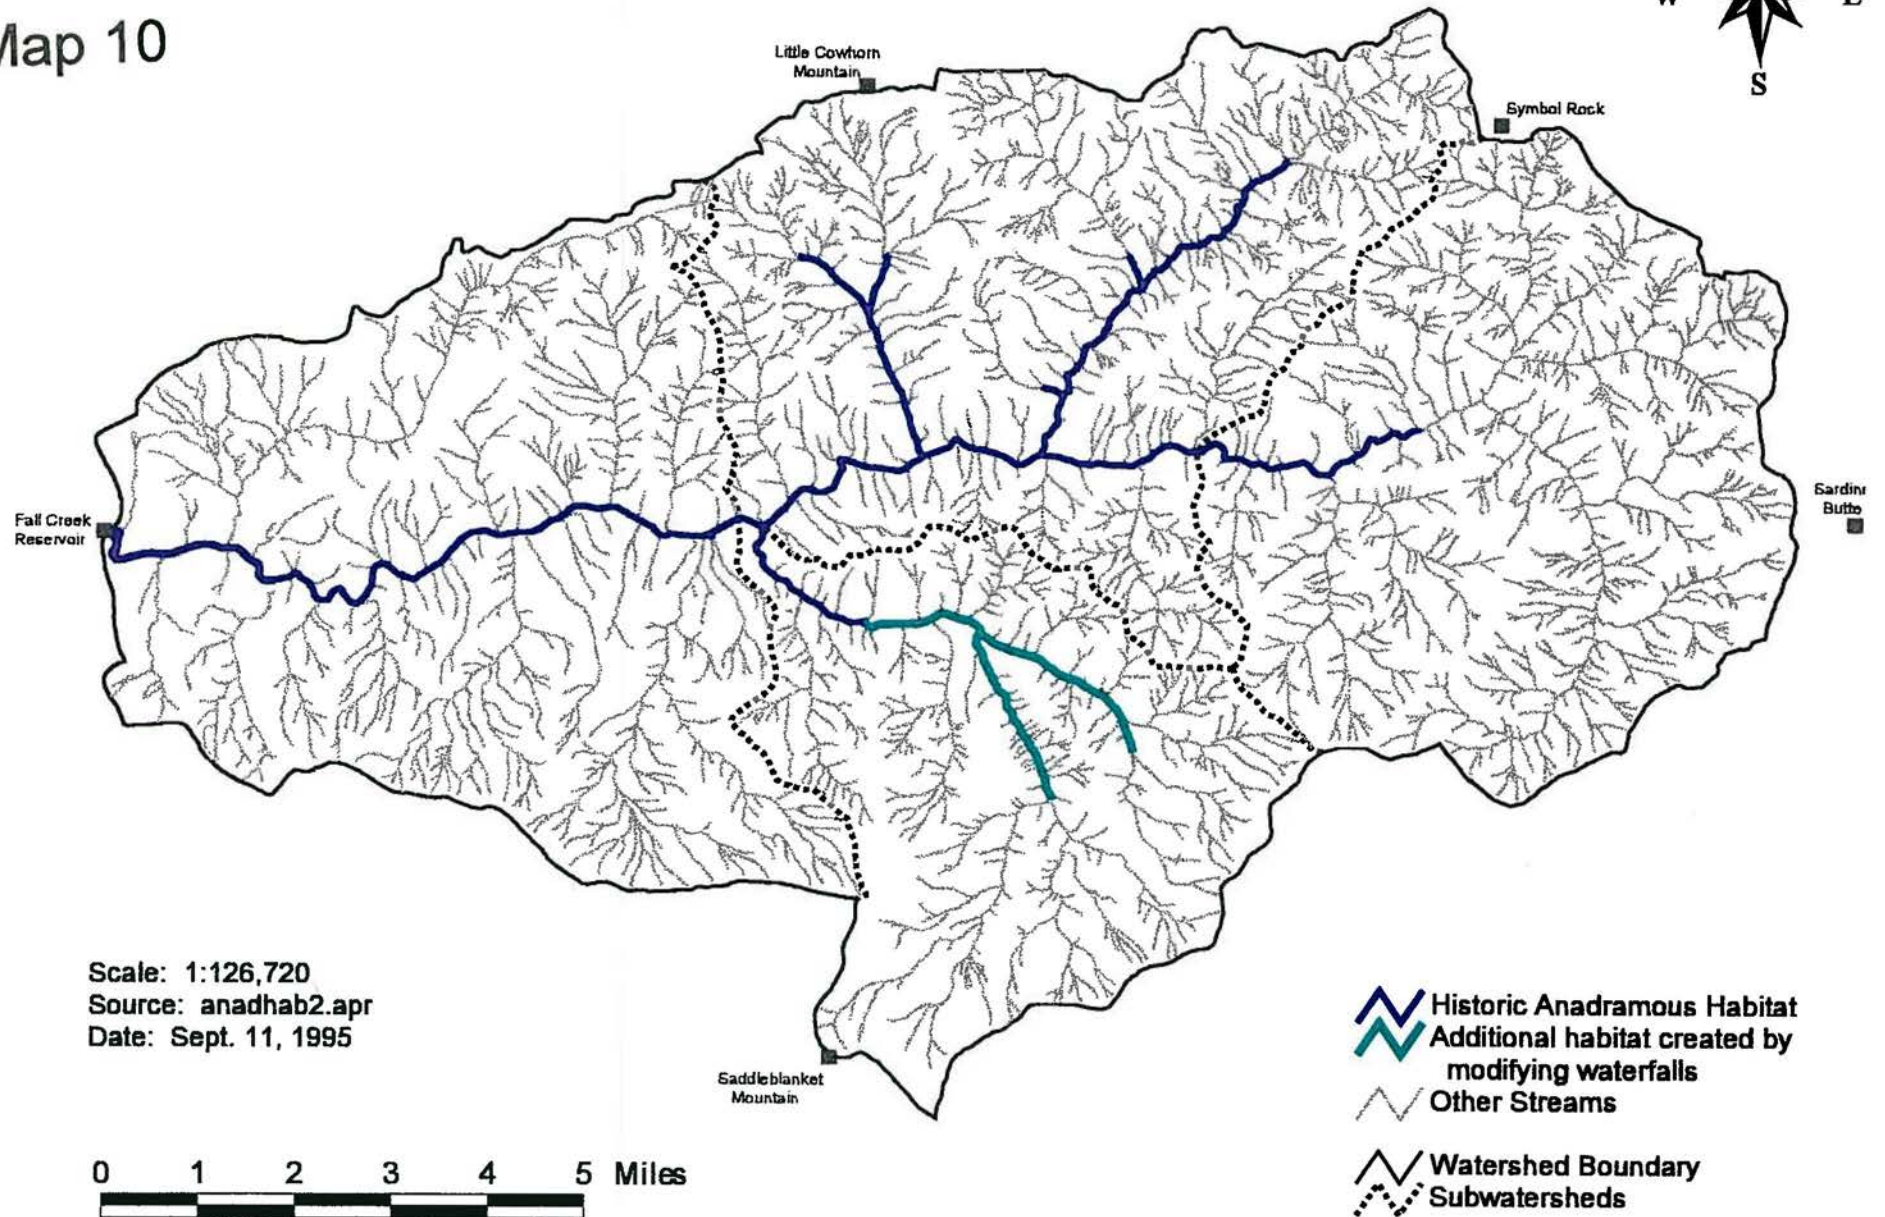 Map 10
W
E
S
Little Cowhorn
Mountain
Symbol Rock
Fall Creek
Reservoir
Butte
Saddleblanket
Mountain
Scale: 1:126,720
Source: anadhab2.apr
Date: Sept. 11, 1995
0 1 2 3 4 5 Miles
Historic Anadramous Habitat
Additional habitat created by
modifying waterfalls
Other Streams
Watershed Boundary
Subwatersheds